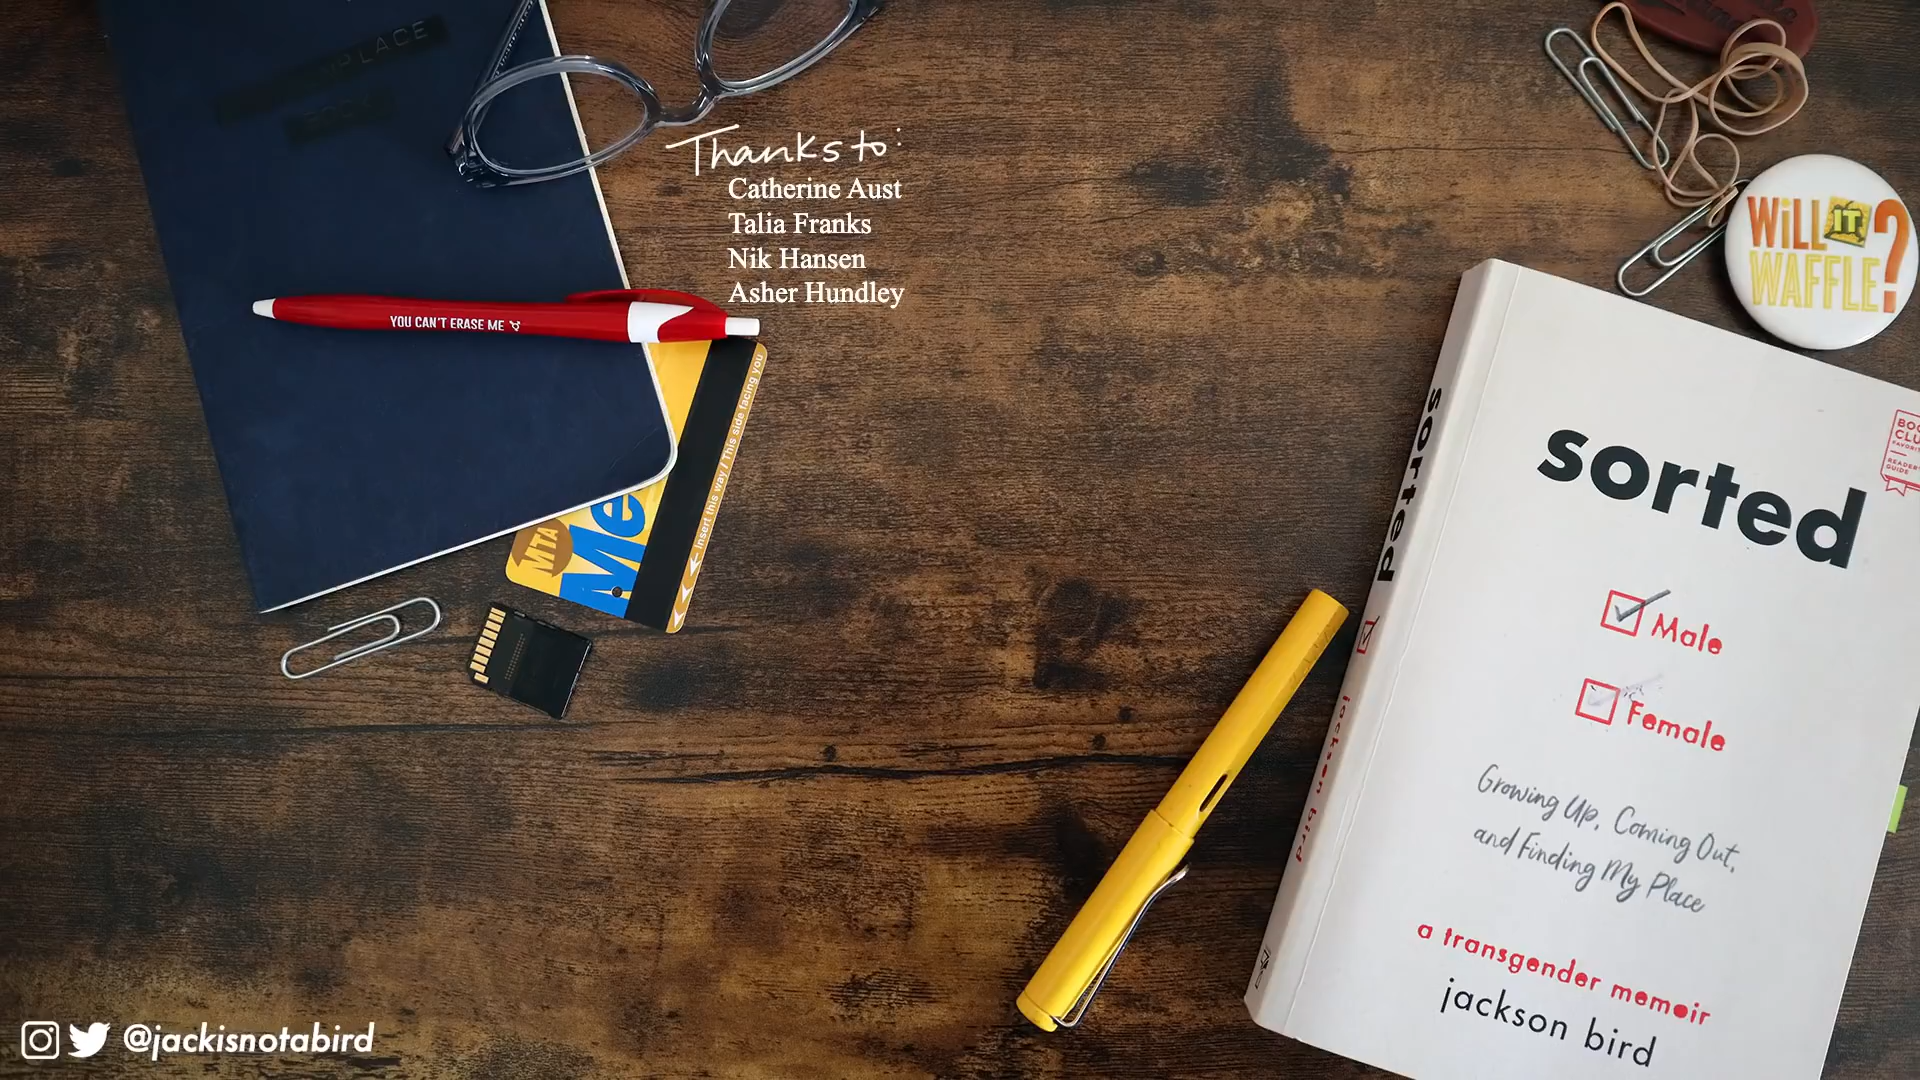 PLACE
BOOK
Thanks to:
Catherine Aust
Talia Franks
Nik Hansen
Asher Hundley
YOU CAN'T ERASE ME
Insert this way / This side facing you
MTA
Me
WiLL IT
WAFFLE?
sorted
jackson bird
sorted
Male
Female
Growing Up, Coming Out,
and Finding My Place
a transgender memoir
jackson bird
@jackisnotabird